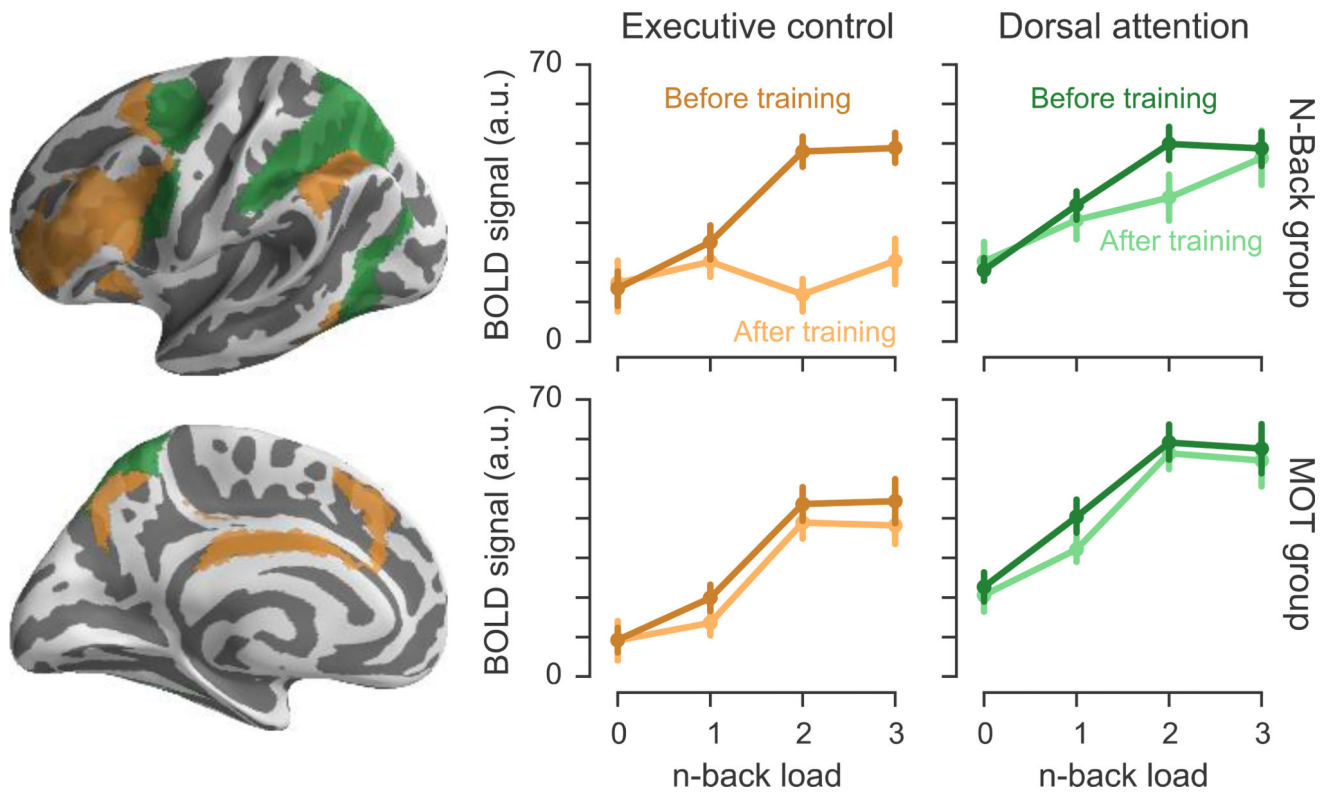 Executive control
Dorsal attention
70
BOLD signal (a.u.)
0
Before training
After training
Before training
After training
N-Back group
70
BOLD signal (a.u.)
0
0 1 2 3
n-back load
0 1 2 3
n-back load
MOT group